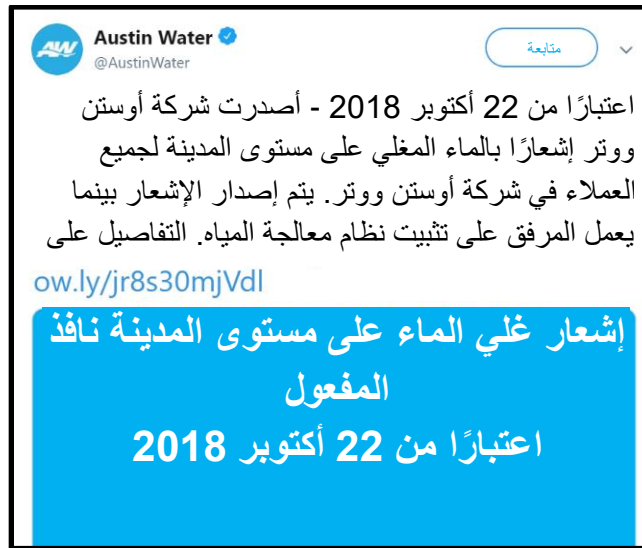 Austin Water
@AustinWater
متابعة
اعتبارًا من 22 أكتوبر 2018 - أصدرت شركة أوستن
ووتر إشعارًا بالماء المغلي على مستوى المدينة لجميع
العملاء في شركة أوستن ووتر. يتم إصدار الإشعار بينما
يعمل المرفق على تثبيت نظام معالجة المياه. التفاصيل على
ow.ly/jr8s30mjVdl
إشعار غلي الماء على مستوى المدينة نافذ
المفعول
اعتبارًا من 22 أكتوبر 2018